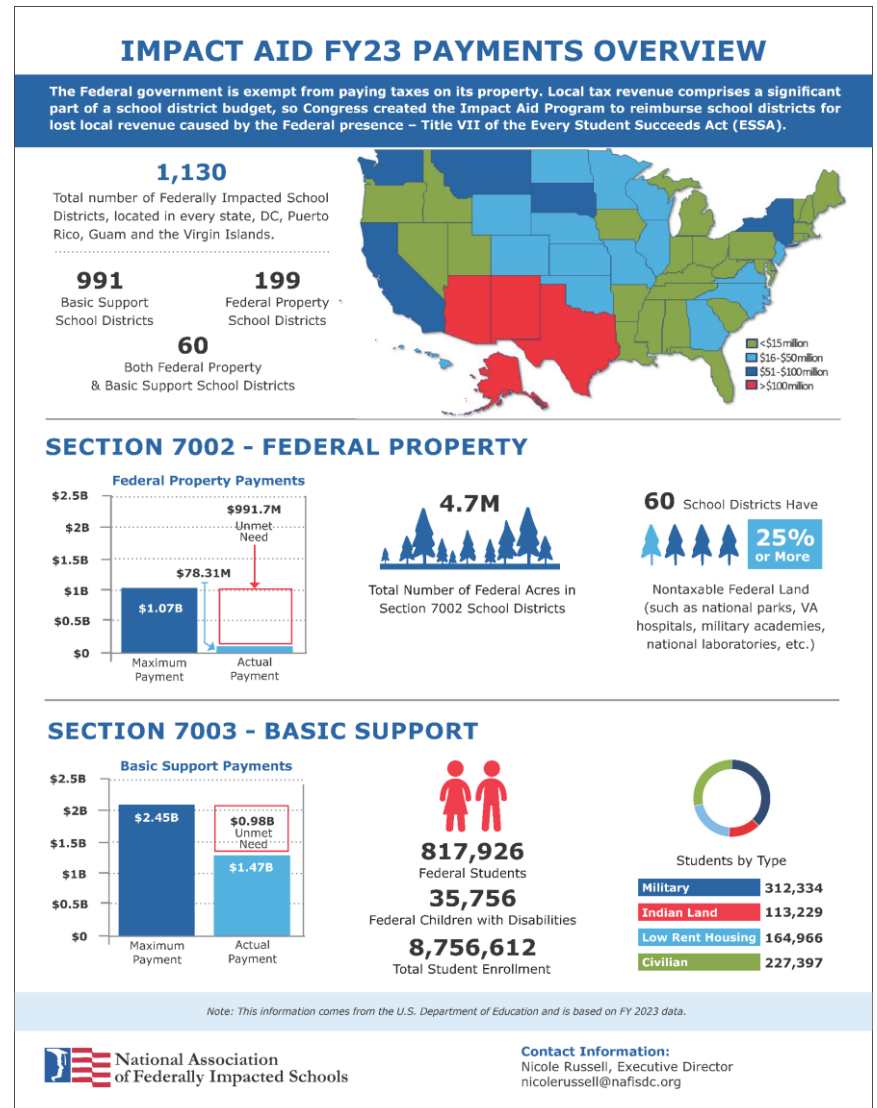 IMPACT AID FY23 PAYMENTS OVERVIEW
The Federal government is exempt from paying taxes on its property. Local tax revenue comprises a significant
part of a school district budget, so Congress created the Impact Aid Program to reimburse school districts for
lost local revenue caused by the Federal presence – Title VII of the Every Student Succeeds Act (ESSA).
1,130
Total number of Federally Impacted School
Districts, located in every state, DC, Puerto
Rico, Guam and the Virgin Islands.
991
Basic Support
School Districts
199
Federal Property
School Districts
60
Both Federal Property
& Basic Support School Districts
<$15million
$16-$50million
$51-$100million
>$100million
SECTION 7002 - FEDERAL PROPERTY
Federal Property Payments
$2.5B
$2B
$1.5B
$1B
$0.5B
$0
$991.7M
Unmet
Need
$78.31M
$1.07B
Maximum
Payment
Actual
Payment
4.7M
Total Number of Federal Acres in
Section 7002 School Districts
60 School Districts Have
25%
or More
Nontaxable Federal Land
(such as national parks, VA
hospitals, military academies,
national laboratories, etc.)
SECTION 7003 - BASIC SUPPORT
Basic Support Payments
$2.5B
$2B
$1.5B
$1B
$0.5B
$0
$2.45B
$0.98B
Unmet
Need
$1.47B
Maximum
Payment
Actual
Payment
817,926
Federal Students
35,756
Federal Children with Disabilities
8,756,612
Total Student Enrollment
Students by Type
Military 312,334
Indian Land 113,229
Low Rent Housing 164,966
Civilian 227,397
Note: This information comes from the U.S. Department of Education and is based on FY 2023 data.
National Association
of Federally Impacted Schools
Contact Information:
Nicole Russell, Executive Director
nicolerussell@nafisdc.org